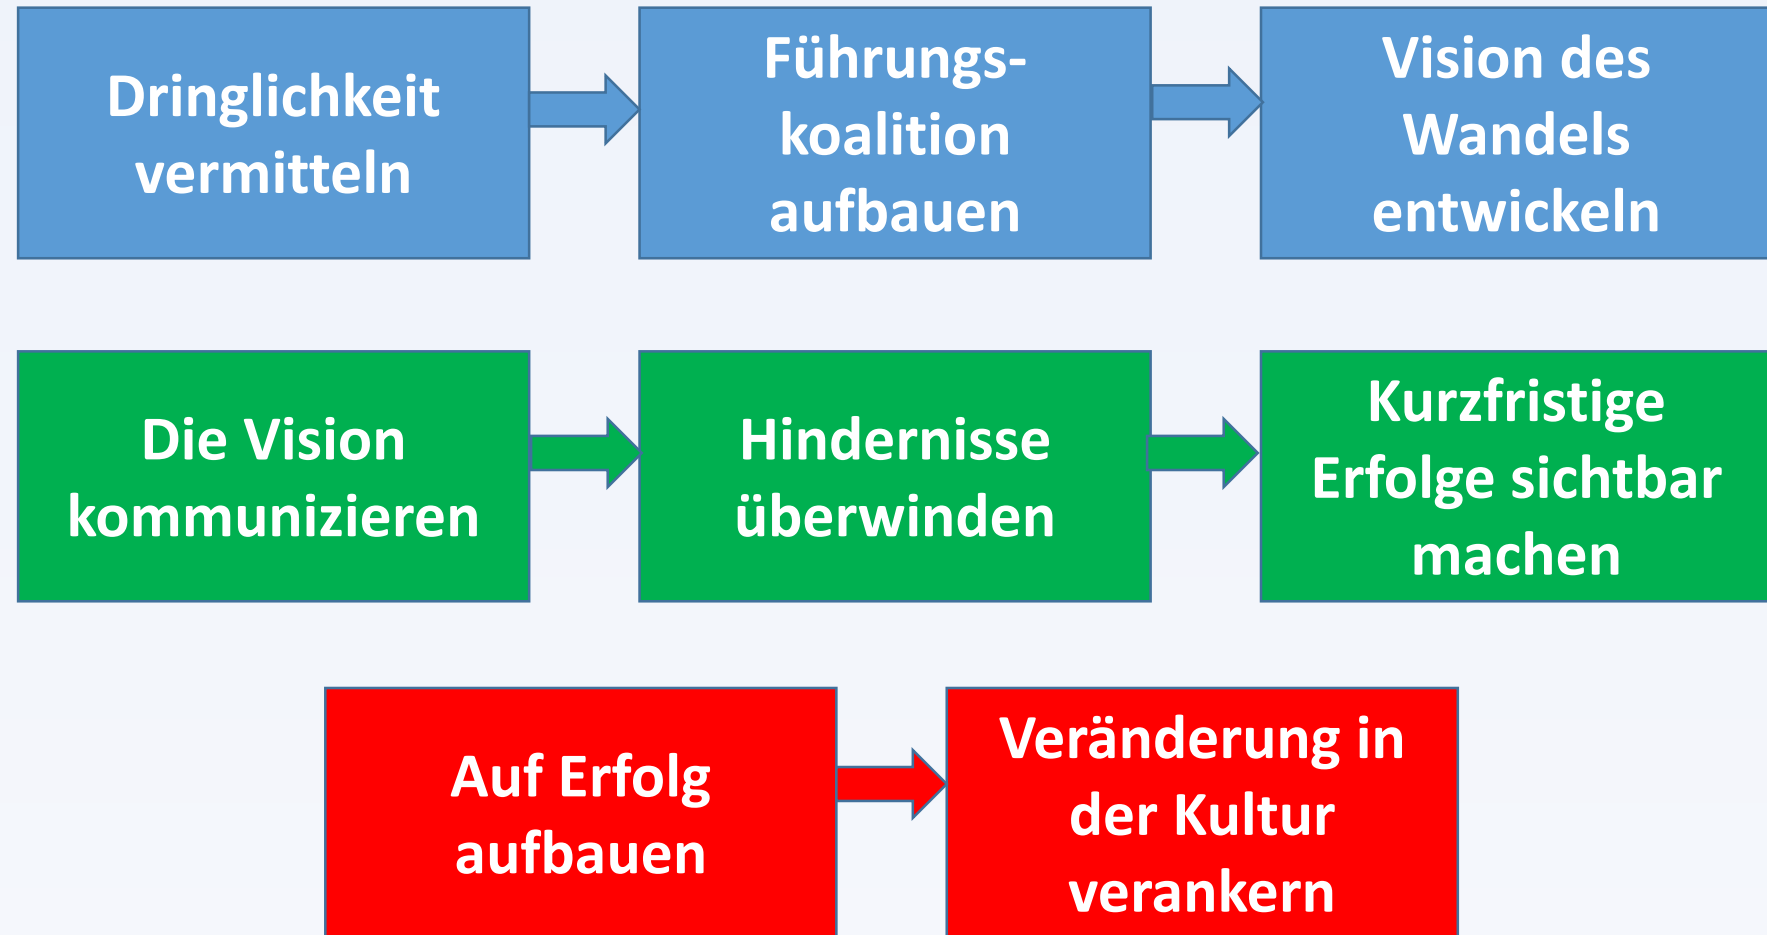 Dringlichkeit
vermitteln
Führungs-
koalition
aufbauen
Vision des
Wandels
entwickeln
Die Vision
kommunizieren
Hindernisse
überwinden
Kurzfristige
Erfolge sichtbar
machen
Auf Erfolg
aufbauen
Veränderung in
der Kultur
verankern